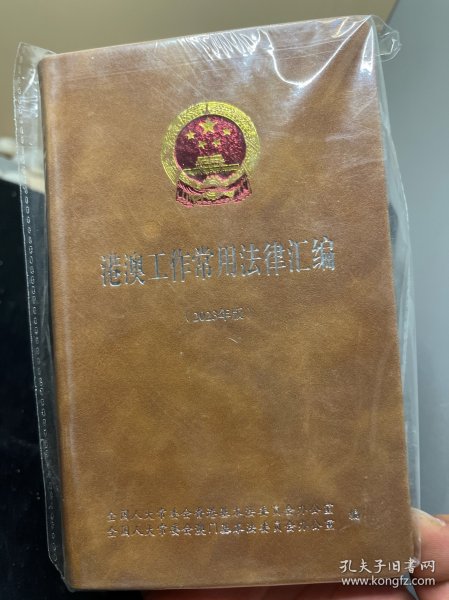 港澳工作常用法律汇编
（2023年版）
全国人大常委会香港基本法委员会办公室
全国人大常委会澳门基本法委员会办公室
编
孔夫子旧书网
www.kongfz.com